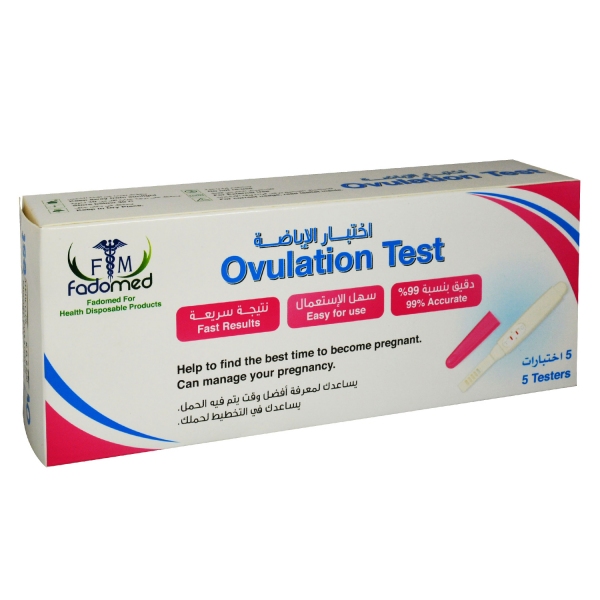 Ovulation Test
اختبار الإباضة
Ovulation Test
F M
fadomed
Fadomed For
Health Disposable Products
نتيجة سريعة
Fast Results
سهل الإستعمال
Easy for use
دقيق بنسبة 99%
99% Accurate
Help to find the best time to become pregnant.
Can manage your pregnancy.
يساعدك لمعرفة أفضل وقت يتم فيه الحمل.
يساعدك في التخطيط لحملك.
5 اختبارات
5 Testers